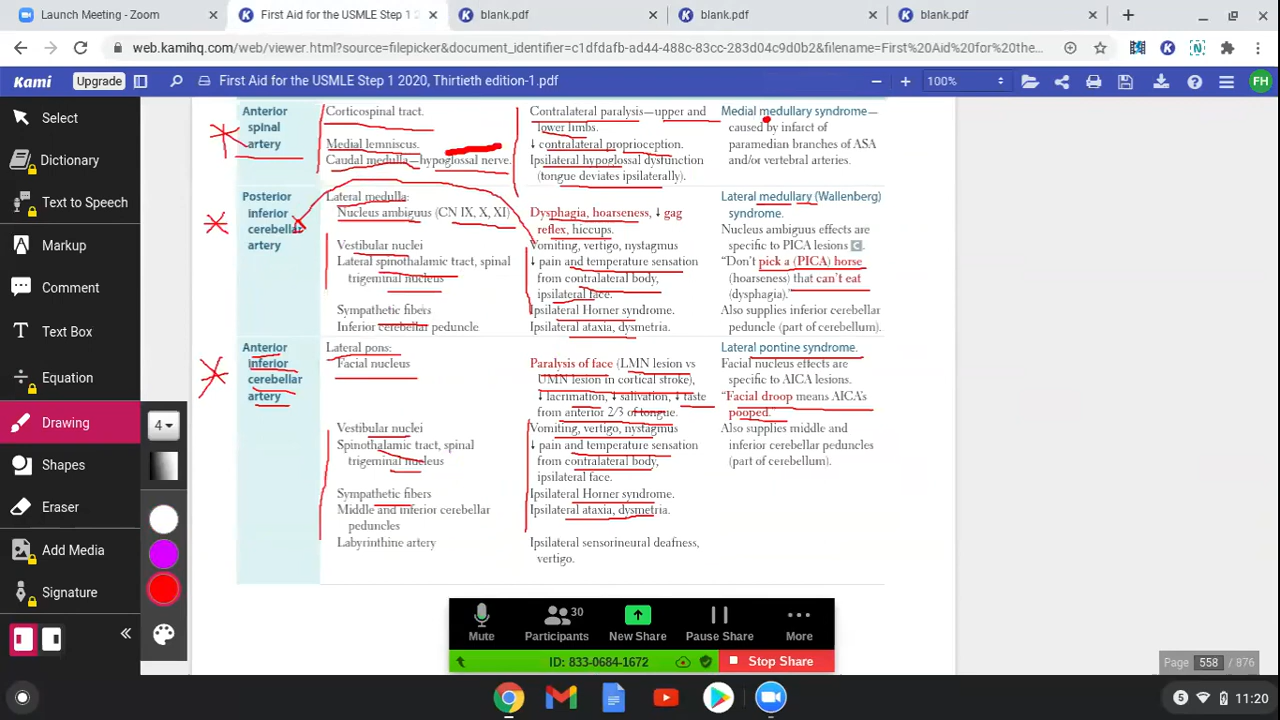 Launch Meeting - Zoom
First Aid for the USMLE Step 1 2
blank.pdf
blank.pdf
blank.pdf
web.kamihq.com/web/viewer.html?source=filepicker&document_identifier=c1dfdafb-ad44-488c-83cc-283d04c9d0b2&filename=First%20Aid%20for%20the...
Kami
Upgrade
First Aid for the USMLE Step 1 2020, Thirtieth edition-1.pdf
100%
FH
Select
Dictionary
Text to Speech
Markup
Comment
Text Box
Equation
Drawing
4
Shapes
Eraser
Add Media
Signature
Anterior
spinal
artery
Corticospinal tract.
Medial lemniscus.
Caudal medulla—hypoglossal nerve.
Contralateral paralysis—upper and
lower limbs.
↓ contralateral proprioception.
Ipsilateral hypoglossal dysfunction
(tongue deviates ipsilaterally).
Medial medullary syndrome—
caused by infarct of
paramedian branches of ASA
and/or vertebral arteries.
Posterior
inferior
cerebellar
artery
Lateral medulla:
Nucleus ambiguus (CN IX, X, XI)
Vestibular nuclei
Lateral spinothalamic tract, spinal
trigeminal nucleus
Sympathetic fibers
Inferior cerebellar peduncle
Dysphagia, hoarseness, ↓ gag
reflex, hiccups.
Vomiting, vertigo, nystagmus
↓ pain and temperature sensation
from contralateral body,
ipsilateral face.
Ipsilateral Horner syndrome.
Ipsilateral ataxia, dysmetria.
Lateral medullary (Wallenberg)
syndrome.
Nucleus ambiguus effects are
specific to PICA lesions C.
“Don’t pick a (PICA) horse
(hoarseness) that can’t eat
(dysphagia).”
Also supplies inferior cerebellar
peduncle (part of cerebellum).
Anterior
inferior
cerebellar
artery
Lateral pons:
Facial nucleus
Vestibular nuclei
Spinothalamic tract, spinal
trigeminal nucleus
Sympathetic fibers
Middle and inferior cerebellar
peduncles
Labyrinthine artery
Paralysis of face (LMN lesion vs
UMN lesion in cortical stroke),
↓ lacrimation, ↓ salivation, ↓ taste
from anterior 2/3 of tongue.
Vomiting, vertigo, nystagmus
↓ pain and temperature sensation
from contralateral body,
ipsilateral face.
Ipsilateral Horner syndrome.
Ipsilateral ataxia, dysmetria.
Ipsilateral sensorineural deafness,
vertigo.
Lateral pontine syndrome.
Facial nucleus effects are
specific to AICA lesions.
“Facial droop means AICA’s
pooped.”
Also supplies middle and
inferior cerebellar peduncles
(part of cerebellum).
30
Mute
Participants
New Share
Pause Share
More
ID: 833-0684-1672
Stop Share
Page 558 / 876
5
11:20